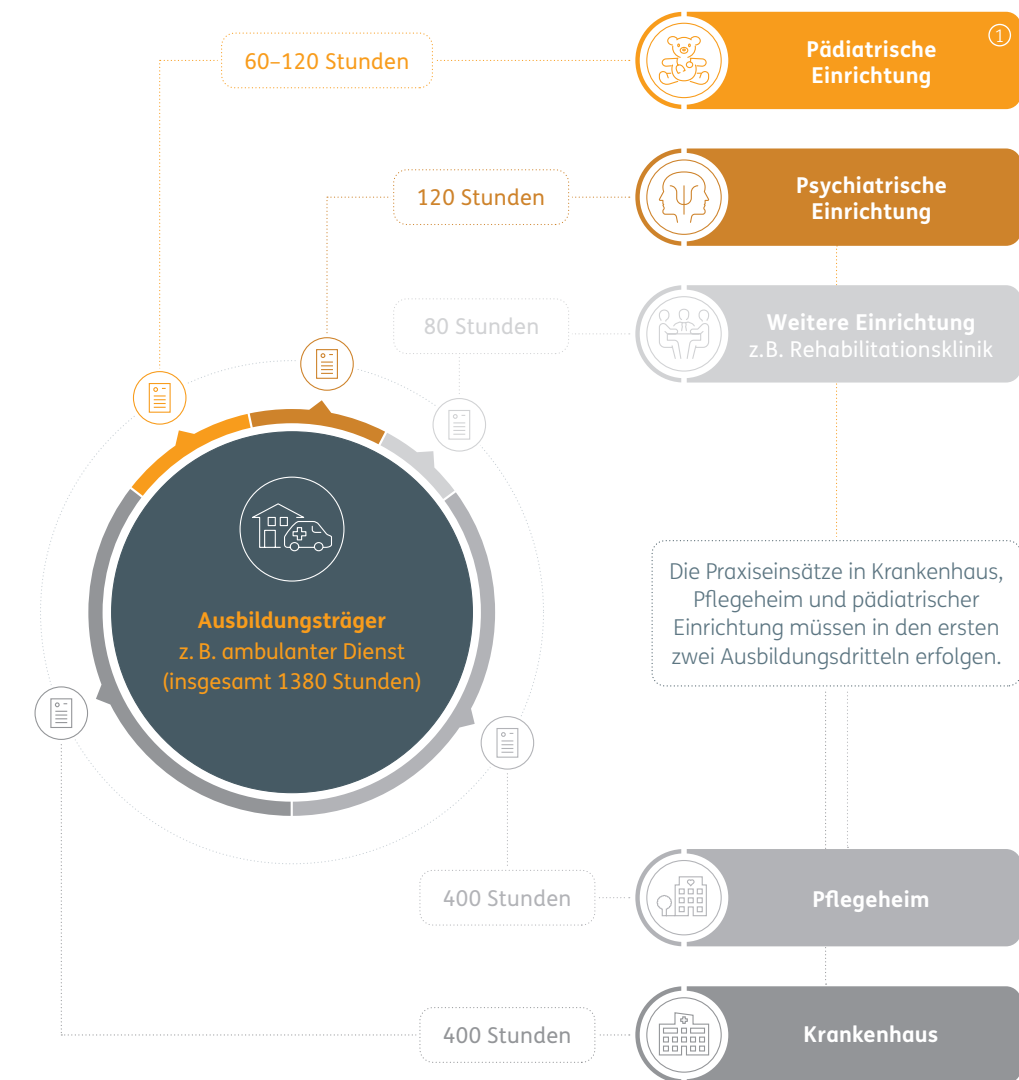 60–120 Stunden
Pädiatrische
Einrichtung
1
120 Stunden
Psychiatrische
Einrichtung
80 Stunden
Weitere Einrichtung
z.B. Rehabilitationsklinik
Ausbildungsträger
z. B. ambulanter Dienst
(insgesamt 1380 Stunden)
Die Praxiseinsätze in Krankenhaus,
Pflegeheim und pädiatrischer
Einrichtung müssen in den ersten
zwei Ausbildungsdritteln erfolgen.
400 Stunden
Pflegeheim
400 Stunden
Krankenhaus